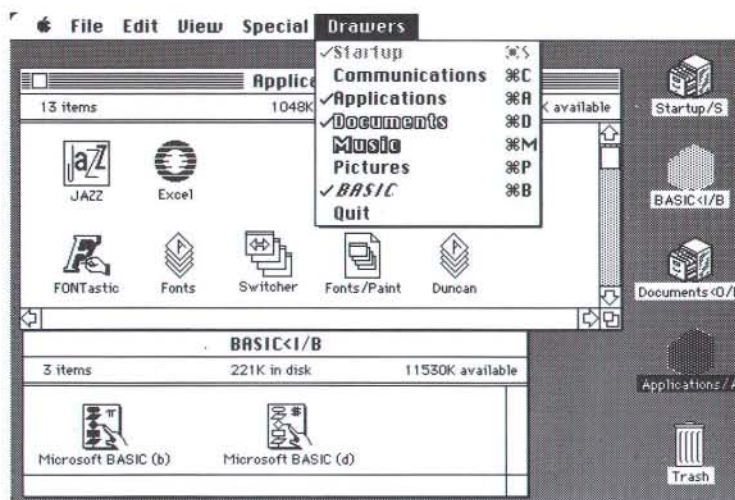 File Edit View Special Drawers
✓Startup ⌘S
Communications ⌘C
✓Applications ⌘A
✓Documents ⌘D
Music ⌘M
Pictures ⌘P
✓BASIC ⌘B
Quit
Applica
13 items 1048K K available
JAZZ
Excel
FONTastic
Fonts
Switcher
Fonts/Paint
Duncan
BASIC<I/B
3 items 221K in disk 11530K available
Microsoft BASIC (b)
Microsoft BASIC (d)
Startup/S
BASIC<I/B
Documents<O/
Applications/A
Trash